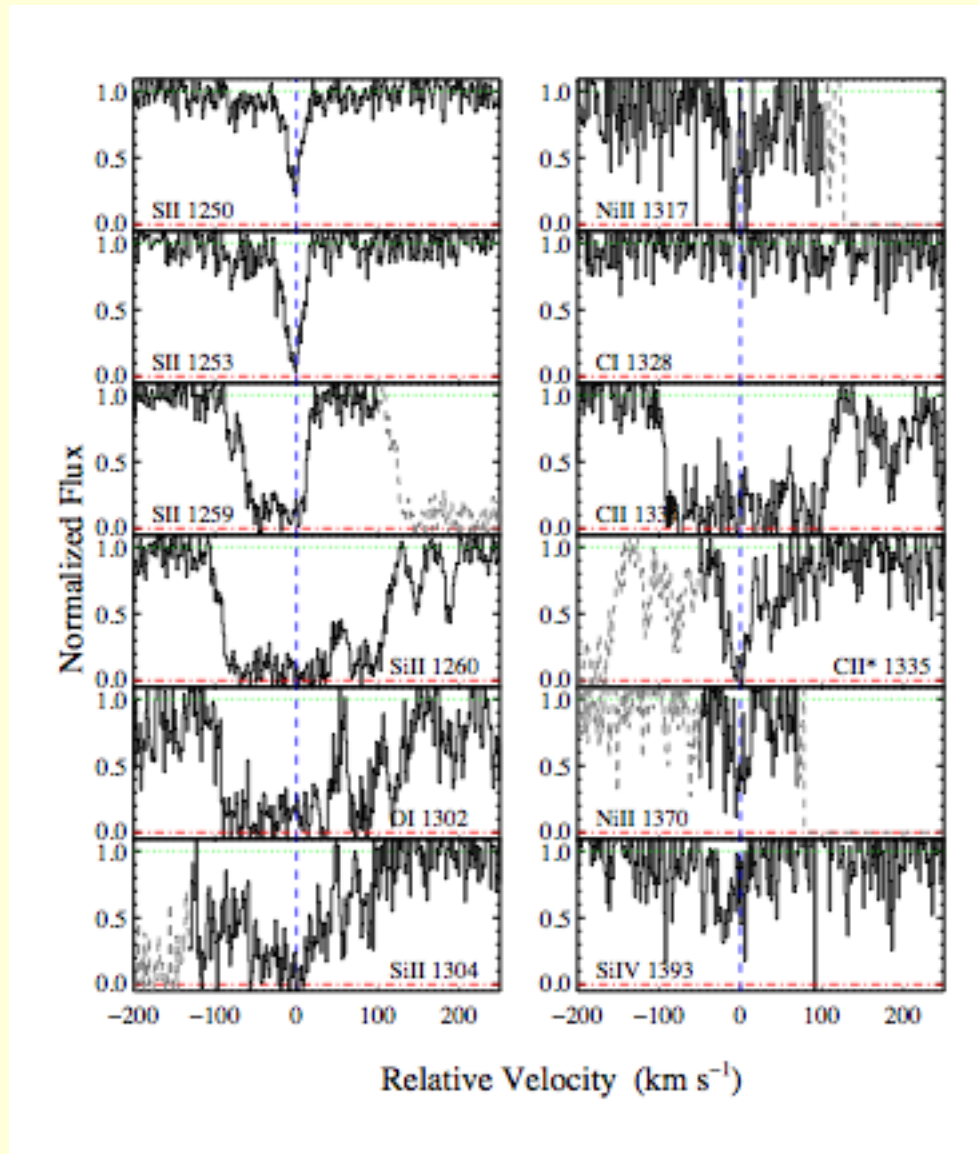 Normalized Flux
1.0
0.5
0.0
SII 1250
1.0
0.5
0.0
SII 1253
1.0
0.5
0.0
SII 1259
1.0
0.5
0.0
SiII 1260
1.0
0.5
0.0
OI 1302
1.0
0.5
0.0
SiII 1304
-200 -100 0 100 200
1.0
0.5
0.0
NiII 1317
1.0
0.5
0.0
CI 1328
1.0
0.5
0.0
CII
1.0
0.5
0.0
CII* 1335
1.0
0.5
0.0
NiII 1370
1.0
0.5
0.0
SiIV 1393
-200 -100 0 100 200
Relative Velocity (km s⁻¹)